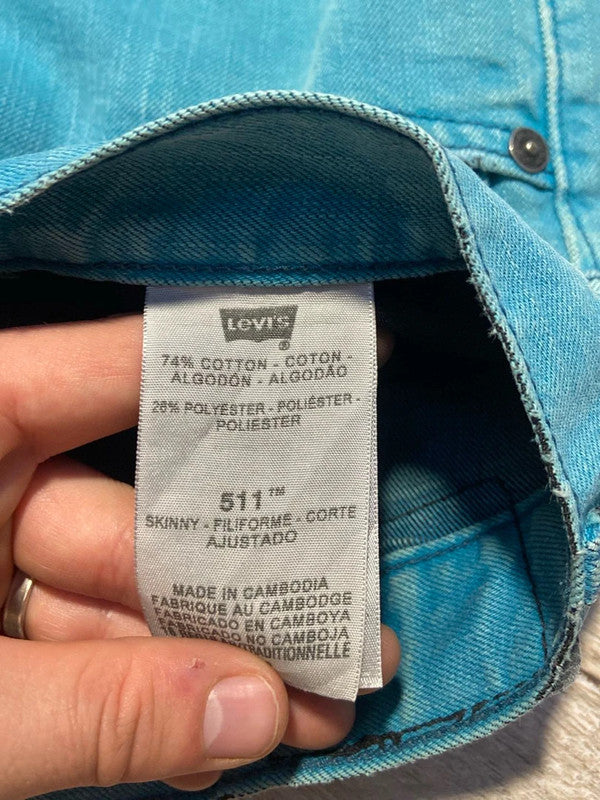 Levi's ®
74% COTTON - COTON -
ALGODÓN - ALGODÃO
26% POLYESTER - POLIÉSTER -
POLIESTER
511™
SKINNY - FILIFORME - CORTE
AJUSTADO
MADE IN CAMBODIA
FABRIQUE AU CAMBODGE
FABRICADO EN CAMBOYA
FABRICADO NO CAMBOJA